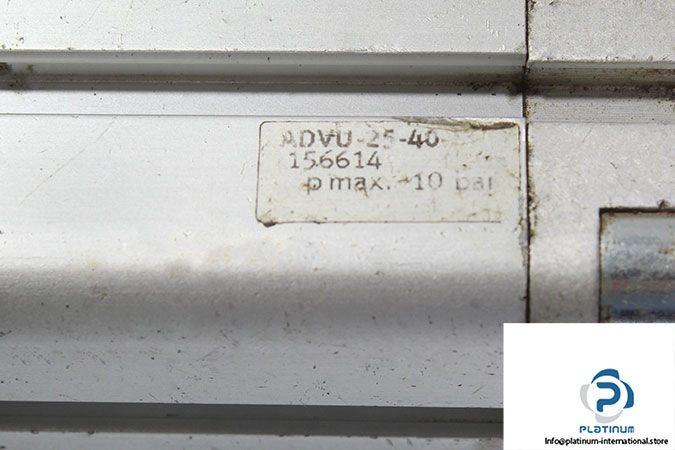 ADVU-25-40
156614
p max. 10 bar
PLATINUM
Info@platinum-international.store